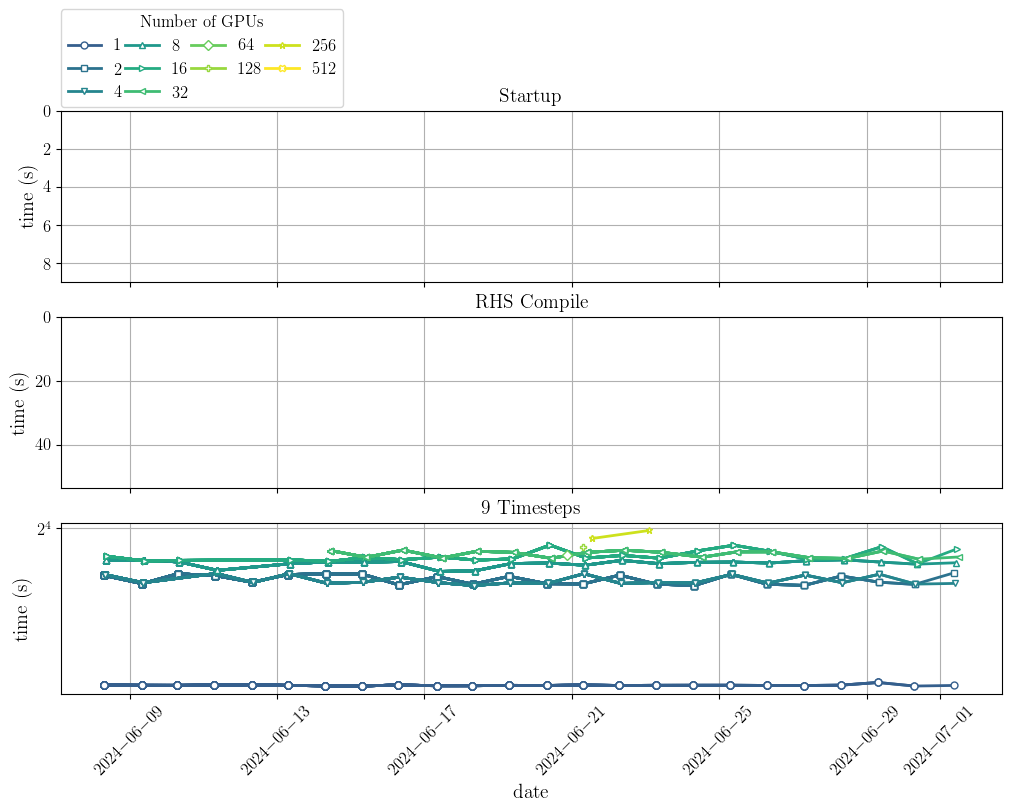 Number of GPUs
1 8 64 256
2 16 128 512
4 32
Startup
0
2
4
6
8
time (s)
RHS Compile
0
20
40
time (s)
9 Timesteps
2^4
time (s)
2024−06−09 2024−06−13 2024−06−17 2024−06−21 2024−06−25 2024−06−29 2024−07−01
date